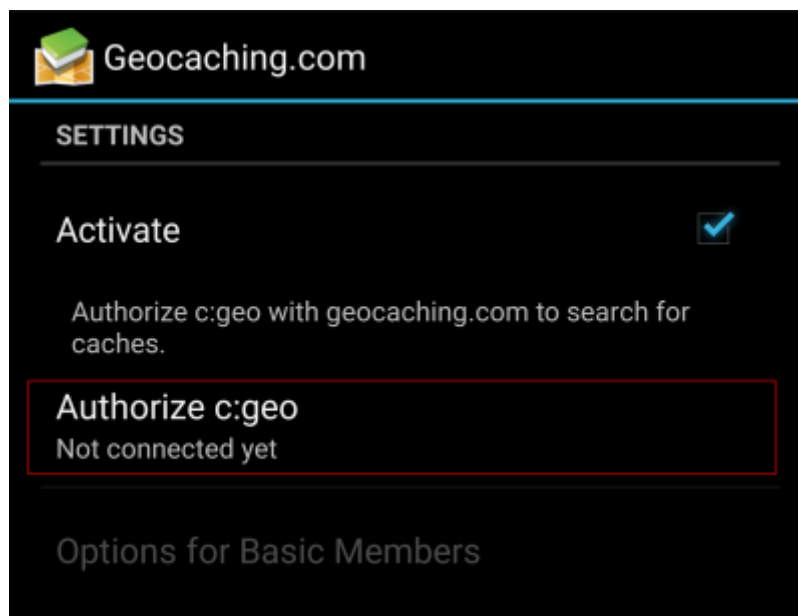 Geocaching.com
SETTINGS
Activate
Authorize c:geo with geocaching.com to search for
caches.
Authorize c:geo
Not connected yet
Options for Basic Members